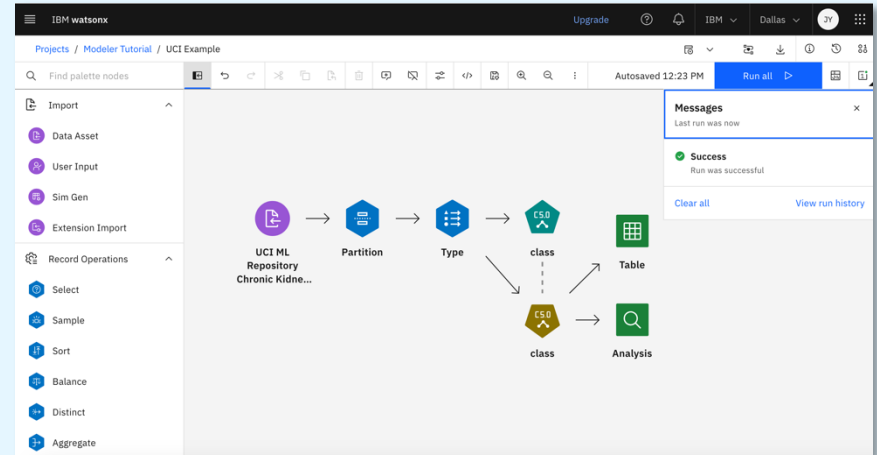 IBM watsonx
Upgrade
IBM
Dallas
JY
Projects / Modeler Tutorial / UCI Example
Find palette nodes
Autosaved 12:23 PM
Run all
Import
Data Asset
User Input
Sim Gen
Extension Import
Record Operations
Select
Sample
Sort
Balance
Distinct
Aggregate
UCI ML
Repository
Chronic Kidne...
Partition
Type
C5.0
class
C5.0
class
Table
Analysis
Messages
Last run was now
Success
Run was successful
Clear all
View run history